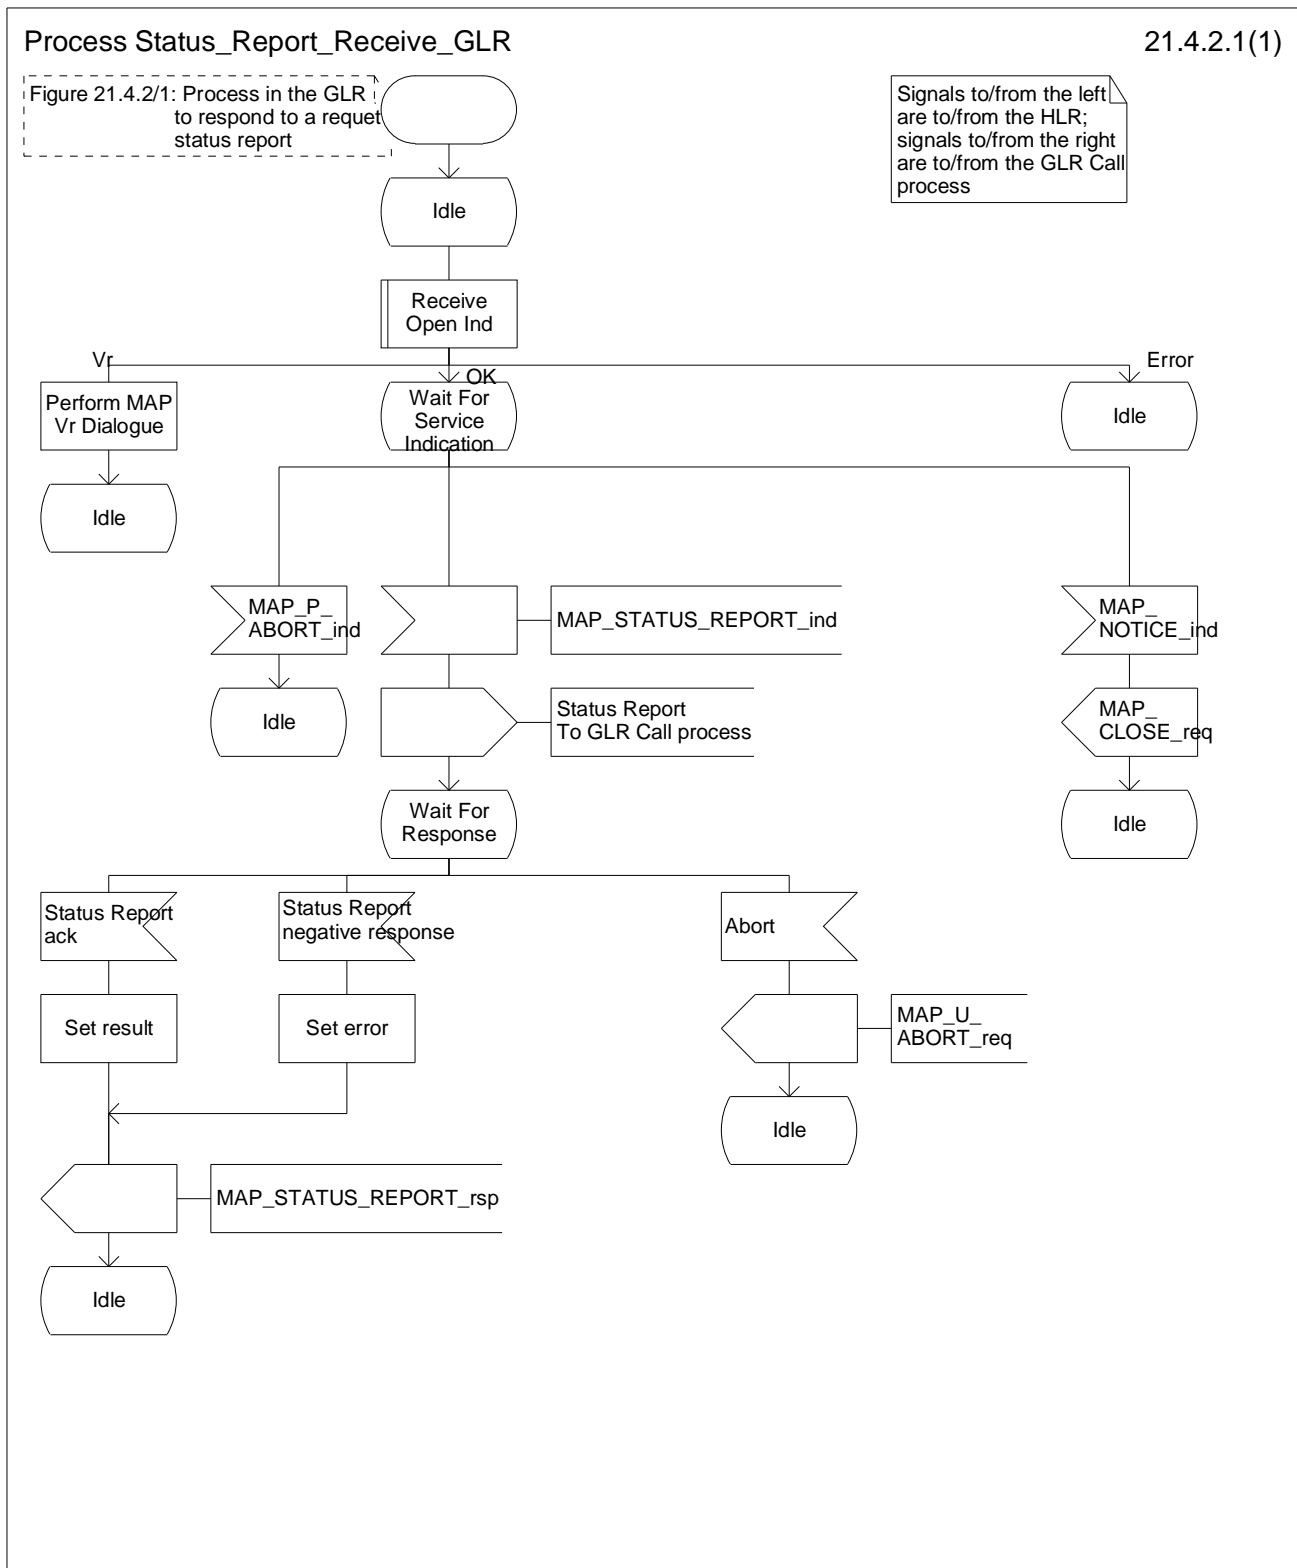 Process Status_Report_Receive_GLR
21.4.2.1(1)
Figure 21.4.2/1: Process in the GLR
to respond to a requet
status report
Signals to/from the left
are to/from the HLR;
signals to/from the right
are to/from the GLR Call
process
Idle
Receive
Open Ind
Vr
OK
Error
Perform MAP
Vr Dialogue
Wait For
Service
Indication
Idle
Idle
MAP_P_
ABORT_ind
MAP_STATUS_REPORT_ind
MAP_
NOTICE_ind
Idle
Status Report
To GLR Call process
MAP_
CLOSE_req
Wait For
Response
Idle
Status Report
ack
Status Report
negative response
Abort
Set result
Set error
MAP_U_
ABORT_req
Idle
MAP_STATUS_REPORT_rsp
Idle